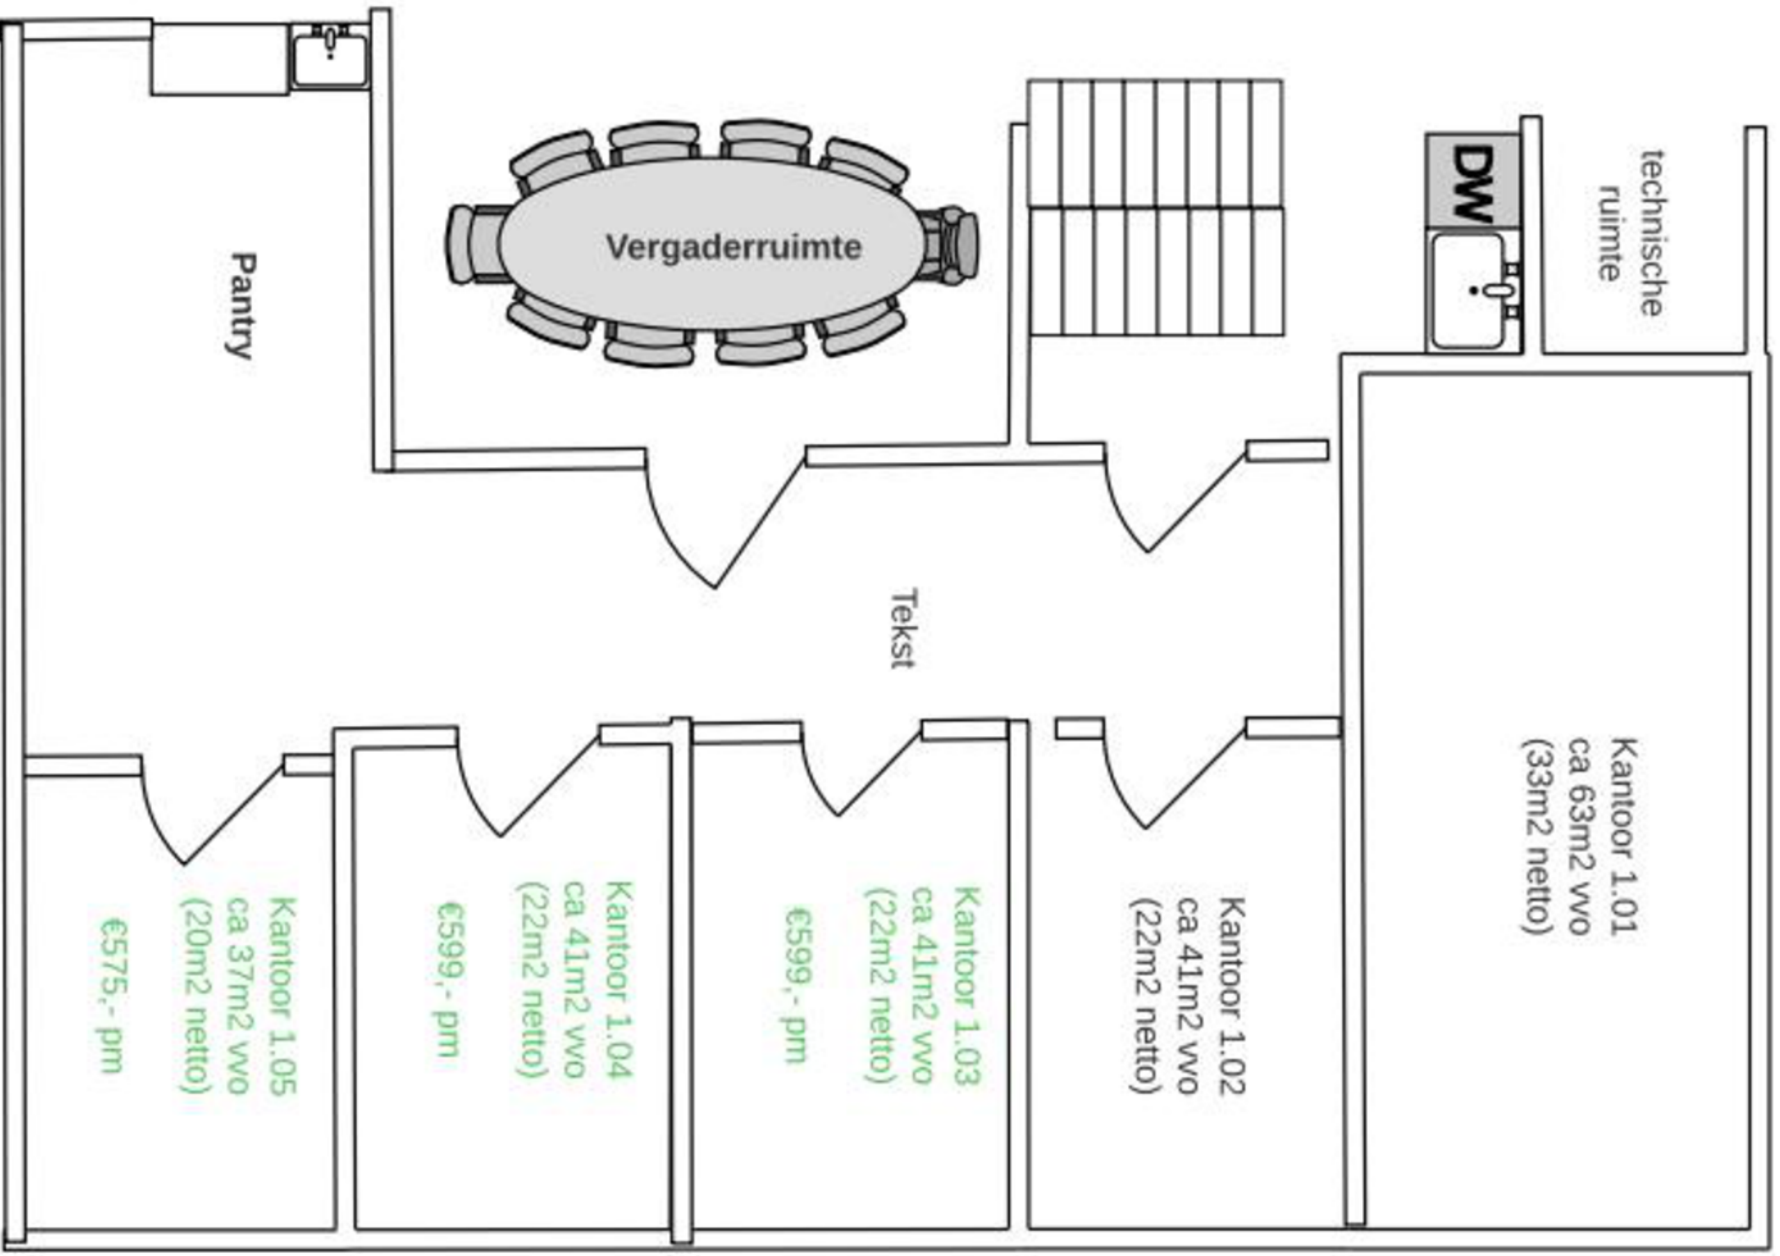 Pantry
Vergaderruimte
DW
technische
ruimte
Tekst
Kantoor 1.01
ca 63m2 vvo
(33m2 netto)
Kantoor 1.02
ca 41m2 vvo
(22m2 netto)
Kantoor 1.03
ca 41m2 vvo
(22m2 netto)
€599,- pm
Kantoor 1.04
ca 41m2 vvo
(22m2 netto)
€599,- pm
Kantoor 1.05
ca 37m2 vvo
(20m2 netto)
€575,- pm